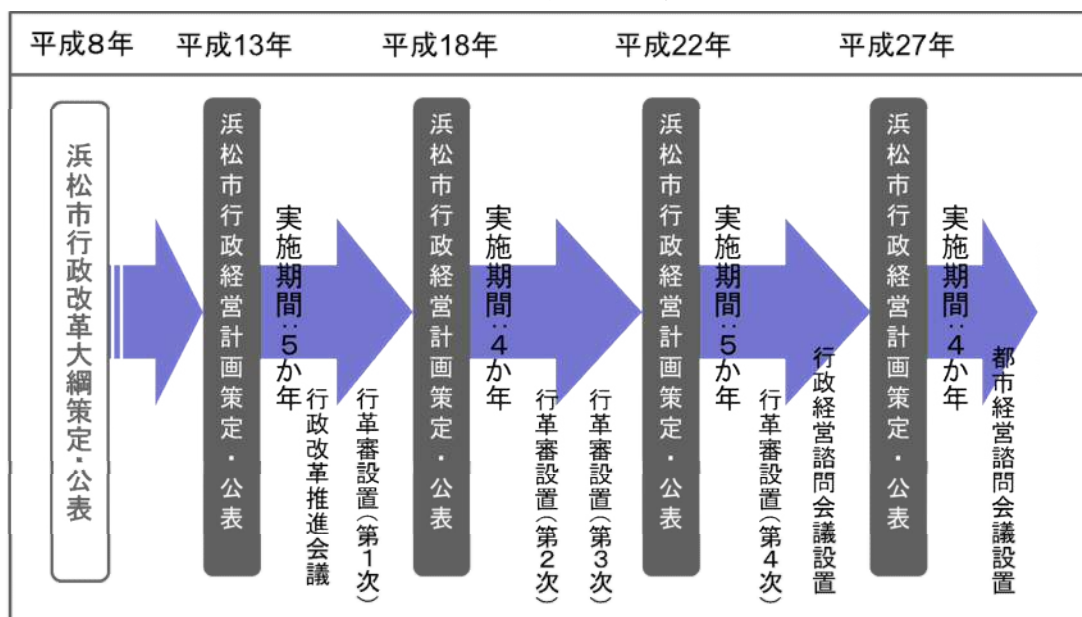 平成8年
平成13年
平成18年
平成22年
平成27年
浜松市行政改革大綱策定・公表
浜松市行政経営計画策定・公表
実施期間：５か年
行政改革推進会議
行革審設置（第１次）
浜松市行政経営計画策定・公表
実施期間：４か年
行革審設置（第２次）
行革審設置（第３次）
浜松市行政経営計画策定・公表
実施期間：５か年
行革審設置（第４次）
行政経営諮問会議設置
浜松市行政経営計画策定・公表
実施期間：４か年
都市経営諮問会議設置